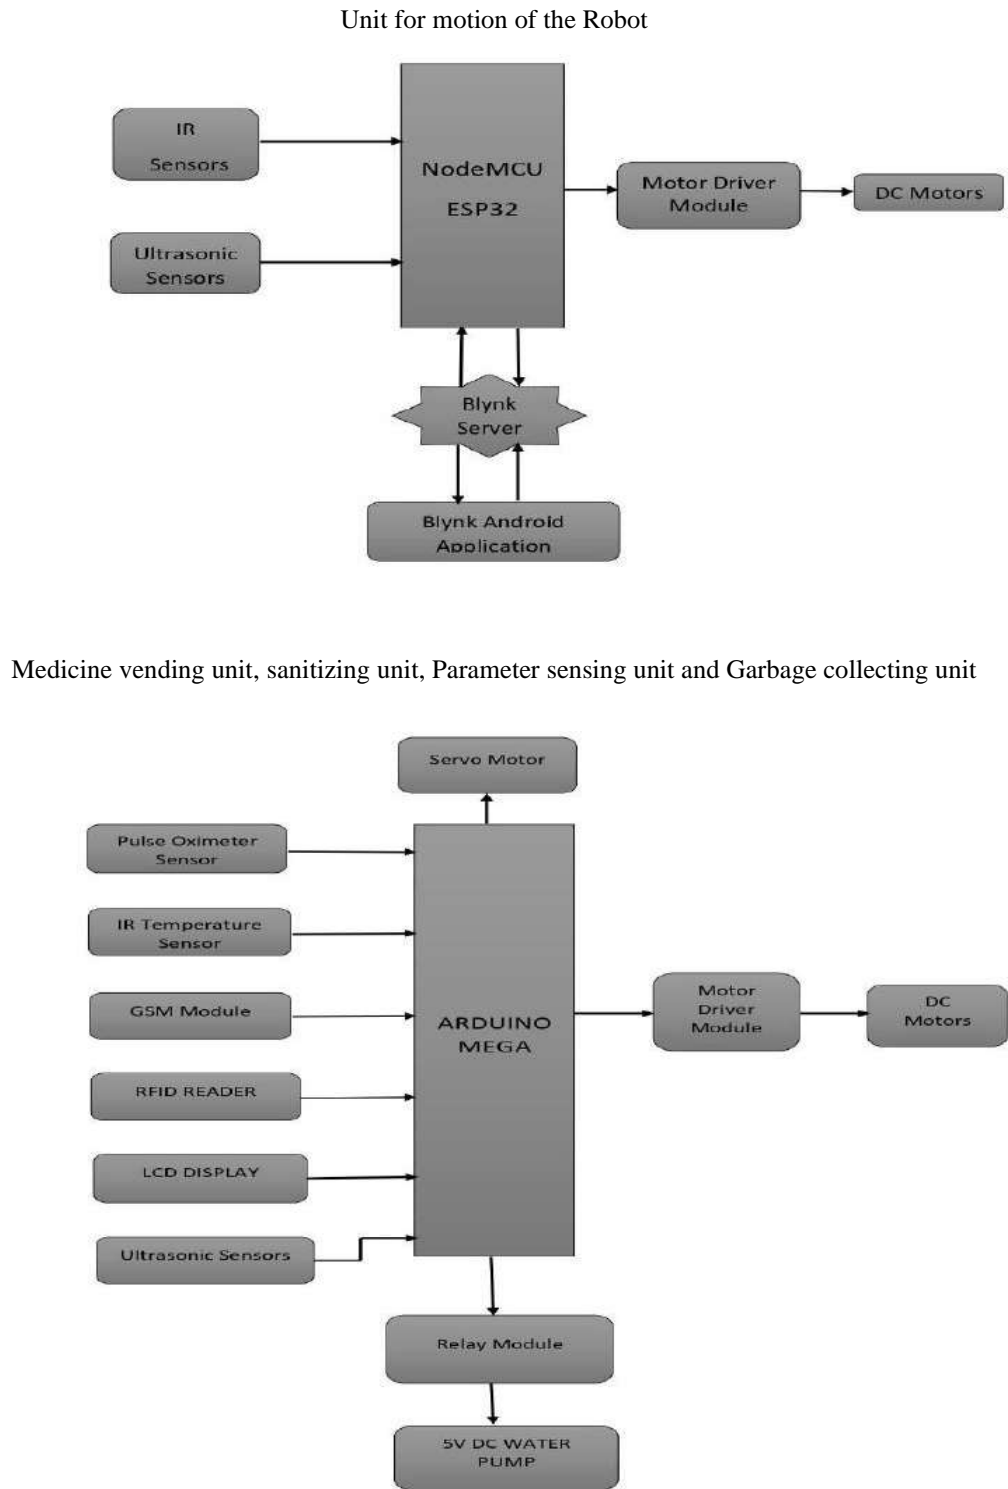 Unit for motion of the Robot
IR
Sensors
NodeMCU
ESP32
Motor Driver
Module
DC Motors
Ultrasonic
Sensors
Blynk
Server
Blynk Android
Application
Medicine vending unit, sanitizing unit, Parameter sensing unit and Garbage collecting unit
Servo Motor
Pulse Oximeter
Sensor
IR Temperature
Sensor
GSM Module
ARDUINO
MEGA
Motor
Driver
Module
DC
Motors
RFID READER
LCD DISPLAY
Ultrasonic Sensors
Relay Module
5V DC WATER
PUMP